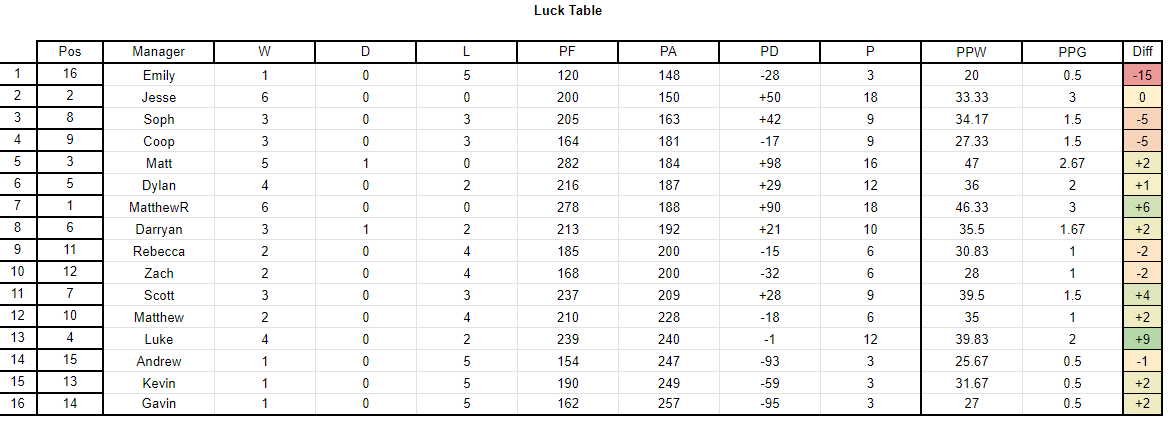 Luck Table
Pos Manager W D L PF PA PD P PPW PPG Diff
1 16 Emily 1 0 5 120 148 -28 3 20 0.5 -15
2 2 Jesse 6 0 0 200 150 +50 18 33.33 3 0
3 8 Soph 3 0 3 205 163 +42 9 34.17 1.5 -5
4 9 Coop 3 0 3 164 181 -17 9 27.33 1.5 -5
5 3 Matt 5 1 0 282 184 +98 16 47 2.67 +2
6 5 Dylan 4 0 2 216 187 +29 12 36 2 +1
7 1 MatthewR 6 0 0 278 188 +90 18 46.33 3 +6
8 6 Darryan 3 1 2 213 192 +21 10 35.5 1.67 +2
9 11 Rebecca 2 0 4 185 200 -15 6 30.83 1 -2
10 12 Zach 2 0 4 168 200 -32 6 28 1 -2
11 7 Scott 3 0 3 237 209 +28 9 39.5 1.5 +4
12 10 Matthew 2 0 4 210 228 -18 6 35 1 +2
13 4 Luke 4 0 2 239 240 -1 12 39.83 2 +9
14 15 Andrew 1 0 5 154 247 -93 3 25.67 0.5 -1
15 13 Kevin 1 0 5 190 249 -59 3 31.67 0.5 +2
16 14 Gavin 1 0 5 162 257 -95 3 27 0.5 +2